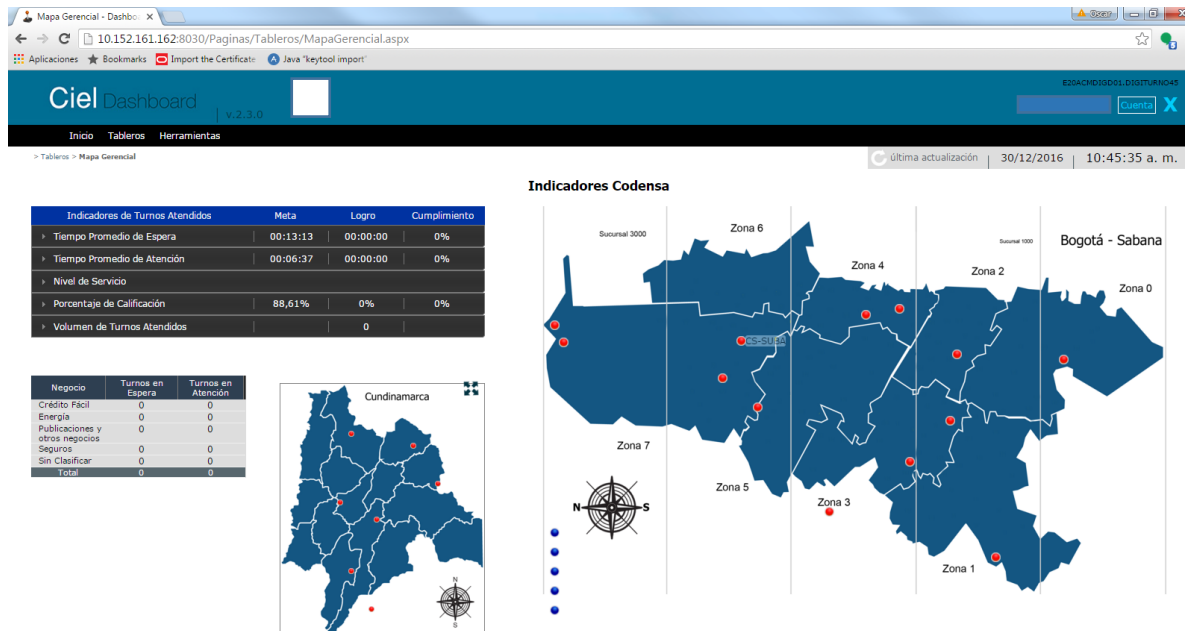 Mapa Gerencial - Dashbo
Oscar
10.152.161.162:8030/Paginas/Tableros/MapaGerencial.aspx
Aplicaciones Bookmarks Import the Certificate Java "keytool import"
E20ACMDIGD01.DIGITURNO45
Ciel Dashboard | v.2.3.0
Cuenta X
Inicio Tableros Herramientas
> Tableros > Mapa Gerencial
última actualización | 30/12/2016 | 10:45:35 a. m.
Indicadores Codensa
Indicadores de Turnos Atendidos Meta Logro Cumplimiento
Tiempo Promedio de Espera 00:13:13 00:00:00 0%
Tiempo Promedio de Atención 00:06:37 00:00:00 0%
Nivel de Servicio
Porcentaje de Calificación 88,61% 0% 0%
Volumen de Turnos Atendidos 0
Negocio Turnos en Espera Turnos en Atención
Crédito Fácil 0 0
Energía 0 0
Publicaciones y otros negocios 0 0
Seguros 0 0
Sin Clasificar 0 0
Total 0 0
Cundinamarca
N
S
Sucursal 3000
Zona 6
Sucursal 1000
Bogotá - Sabana
Zona 4
Zona 2
Zona 0
CS-SUBA
Zona 7
Zona 5
Zona 3
N S
Zona 1